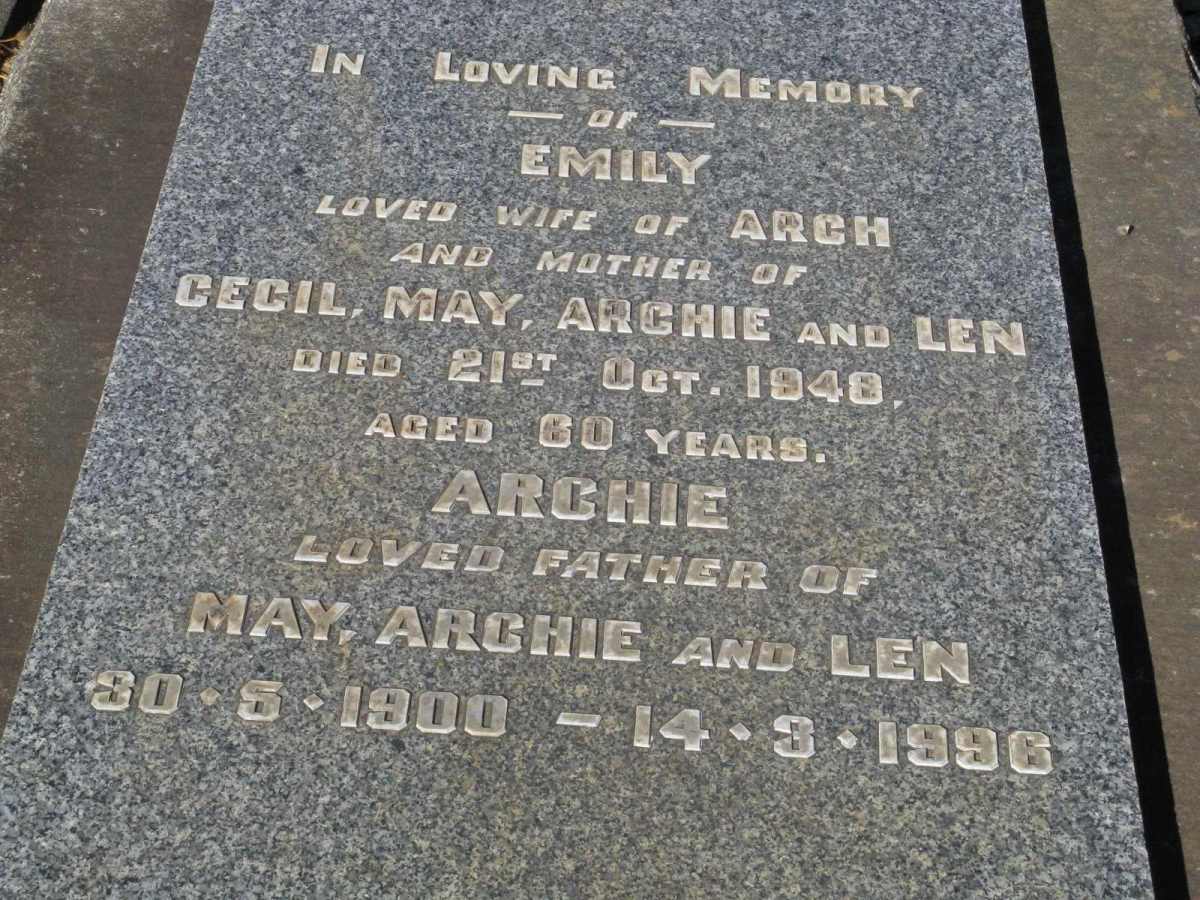 In Loving Memory
— of —
EMILY
LOVED WIFE OF ARCH
AND MOTHER OF
CECIL, MAY, ARCHIE AND LEN
DIED 21ST OCT. 1948,
AGED 60 YEARS.
ARCHIE
LOVED FATHER OF
MAY, ARCHIE AND LEN
30·5·1900 – 14·3·1996